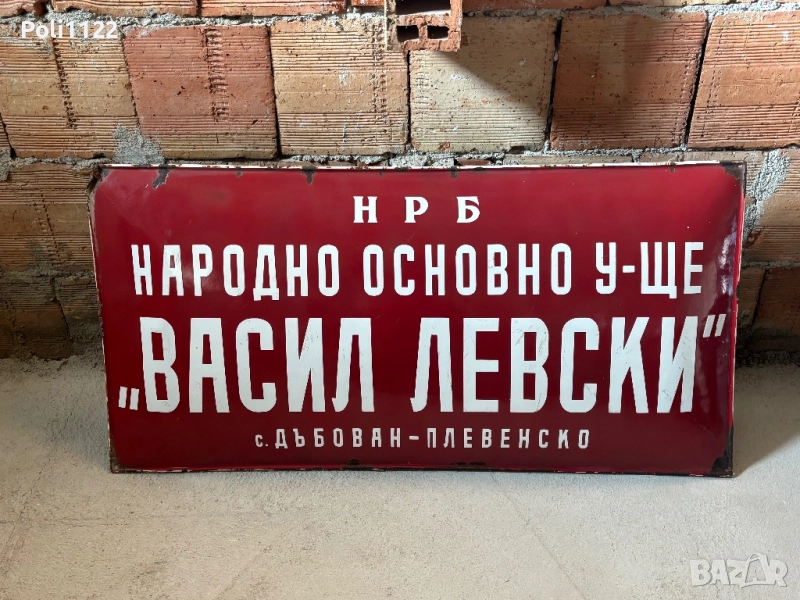 Poli1122
НРБ
НАРОДНО ОСНОВНО У-ЩЕ
„ВАСИЛ ЛЕВСКИ"
с. ДЪБОВАН-ПЛЕВЕНСКО
BAZAR